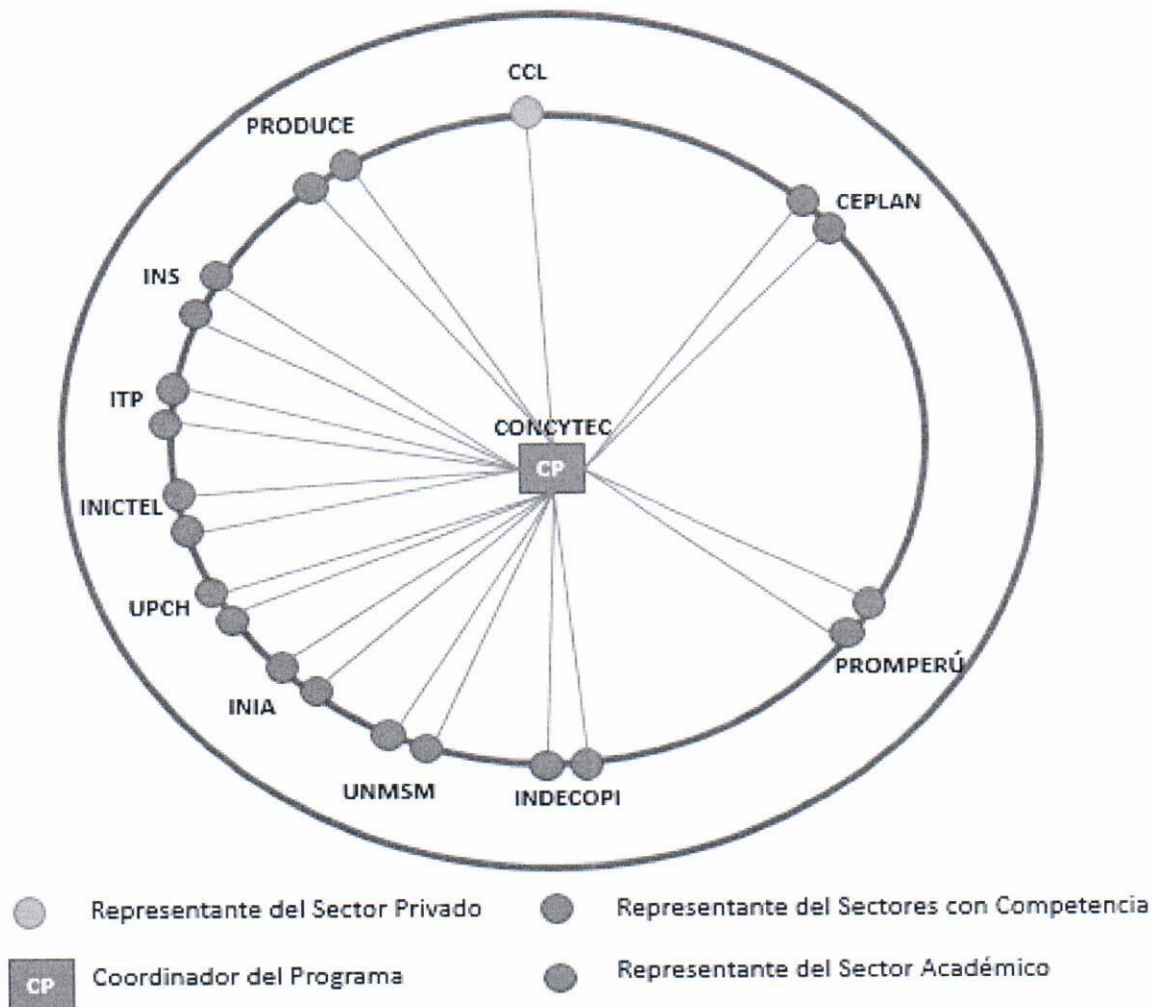 CCL
PRODUCE
CEPLAN
INS
ITP
CONCYTEC
CP
INICTEL
UPCH
PROMPERÚ
INIA
UNMSM
INDECOPI
Representante del Sector Privado
Representante del Sectores con Competencia
CP
Coordinador del Programa
Representante del Sector Académico